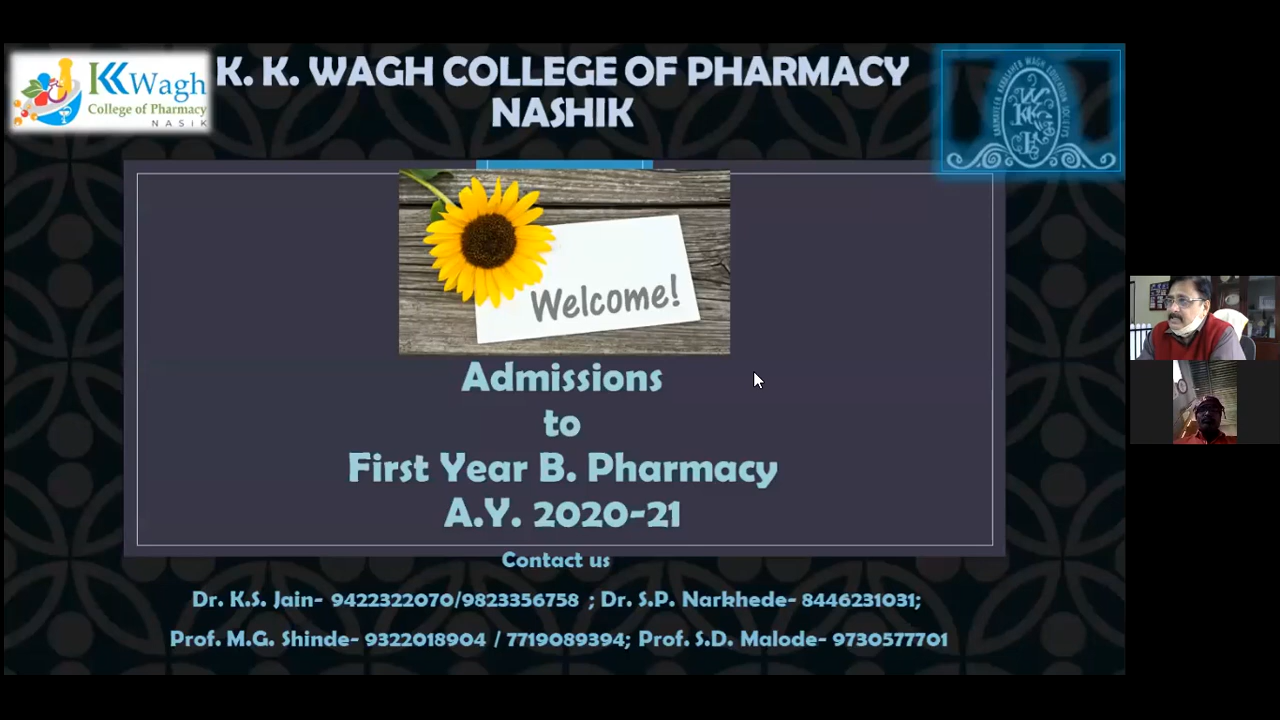 K. K. WAGH COLLEGE OF PHARMACY
NASHIK
KK Wagh
College of Pharmacy
NASIK
Welcome!
Admissions
to
First Year B. Pharmacy
A.Y. 2020-21
Contact us
Dr. K.S. Jain- 9422322070/9823356758 ; Dr. S.P. Narkhede- 8446231031;
Prof. M.G. Shinde- 9322018904 / 7719089394; Prof. S.D. Malode- 9730577701